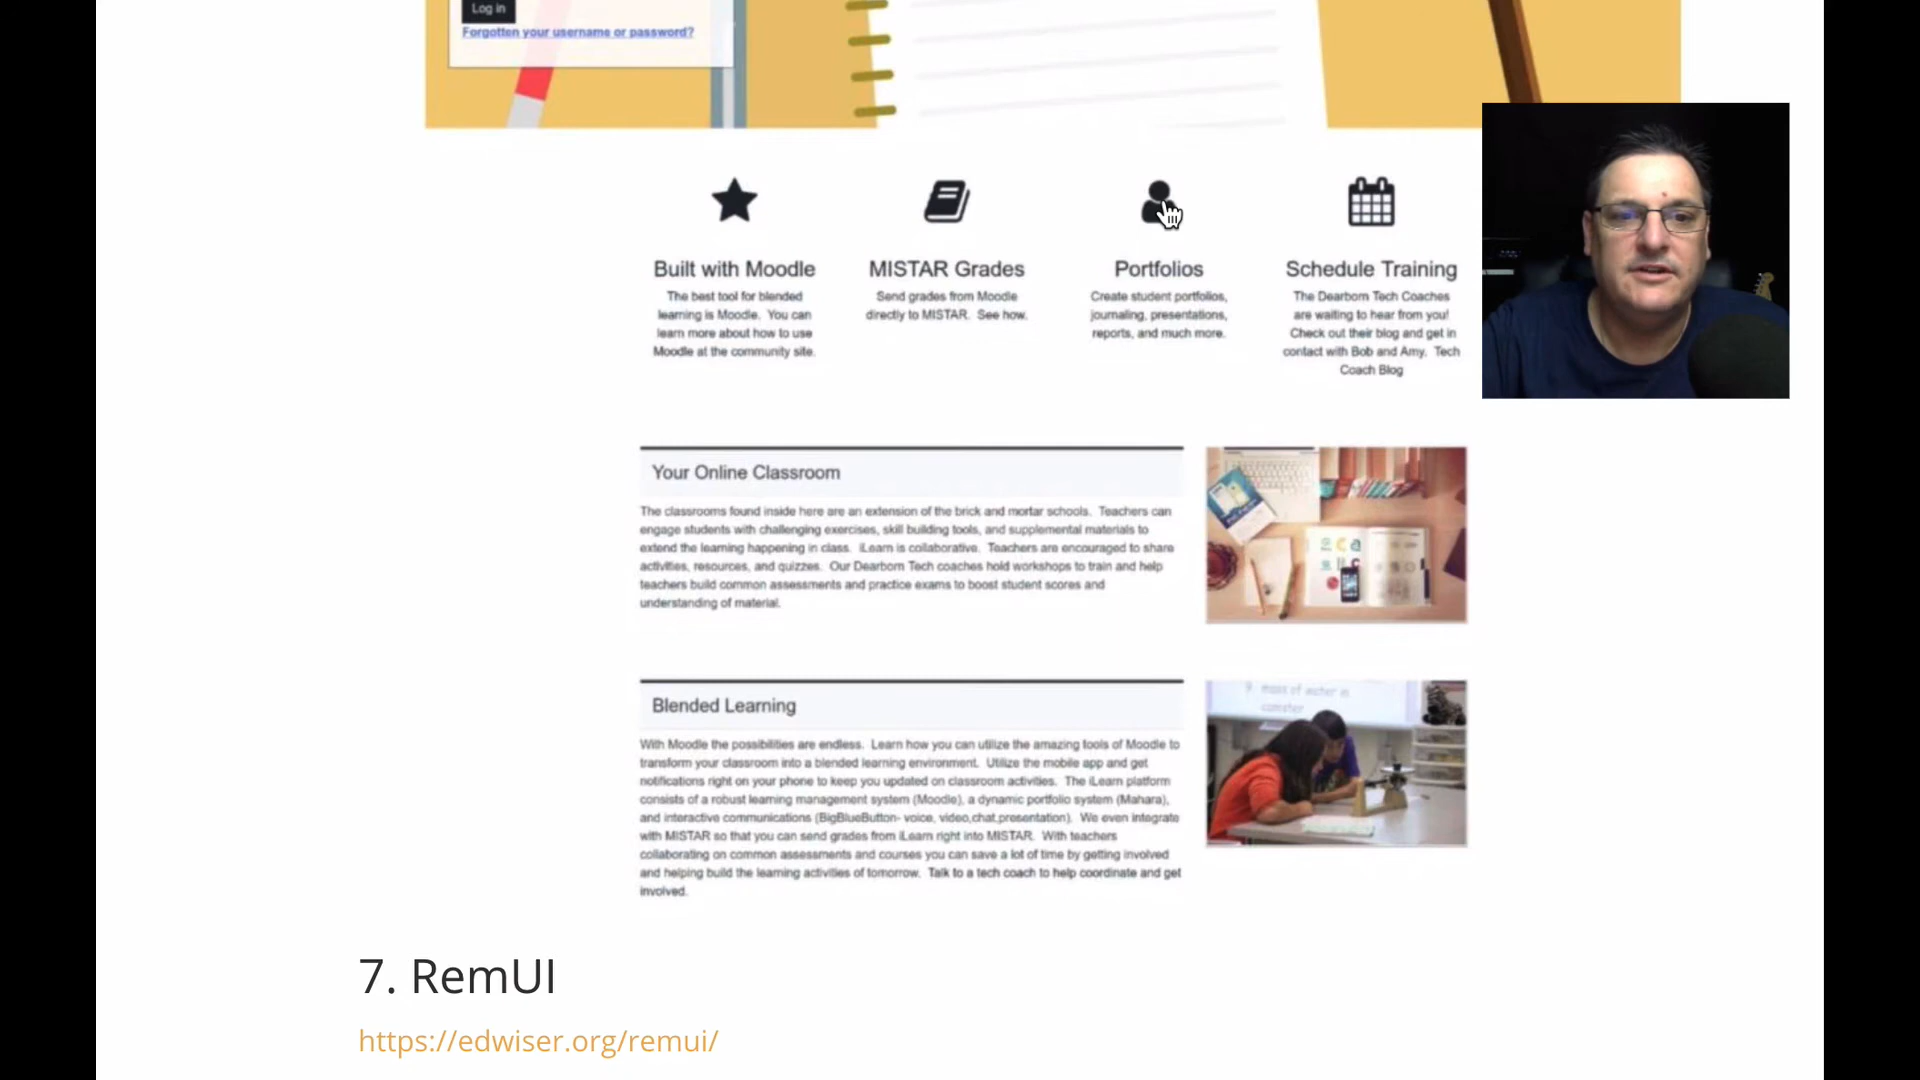 Log in
Forgotten your username or password?
Built with Moodle
The best tool for blended
learning is Moodle. You can
learn more about how to use
Moodle at the community site.
MISTAR Grades
Send grades from Moodle
directly to MISTAR. See how.
Portfolios
Create student portfolios,
journaling, presentations,
reports, and much more.
Schedule Training
The Dearborn Tech Coaches
are waiting to hear from you!
Check out their blog and get in
contact with Bob and Amy. Tech
Coach Blog
Your Online Classroom
The classrooms found inside here are an extension of the brick and mortar schools. Teachers can
engage students with challenging exercises, skill building tools, and supplemental materials to
extend the learning happening in class. iLearn is collaborative. Teachers are encouraged to share
activities, resources, and quizzes. Our Dearborn Tech coaches hold workshops to train and help
teachers build common assessments and practice exams to boost student scores and
understanding of material.
Blended Learning
With Moodle the possibilities are endless. Learn how you can utilize the amazing tools of Moodle to
transform your classroom into a blended learning environment. Utilize the mobile app and get
notifications right on your phone to keep you updated on classroom activities. The iLearn platform
consists of a robust learning management system (Moodle), a dynamic portfolio system (Mahara),
and interactive communications (BigBlueButton- voice, video,chat,presentation). We even integrate
with MISTAR so that you can send grades from iLearn right into MISTAR. With teachers
collaborating on common assessments and courses you can save a lot of time by getting involved
and helping build the learning activities of tomorrow. Talk to a tech coach to help coordinate and get
involved.
7. RemUI
https://edwiser.org/remui/